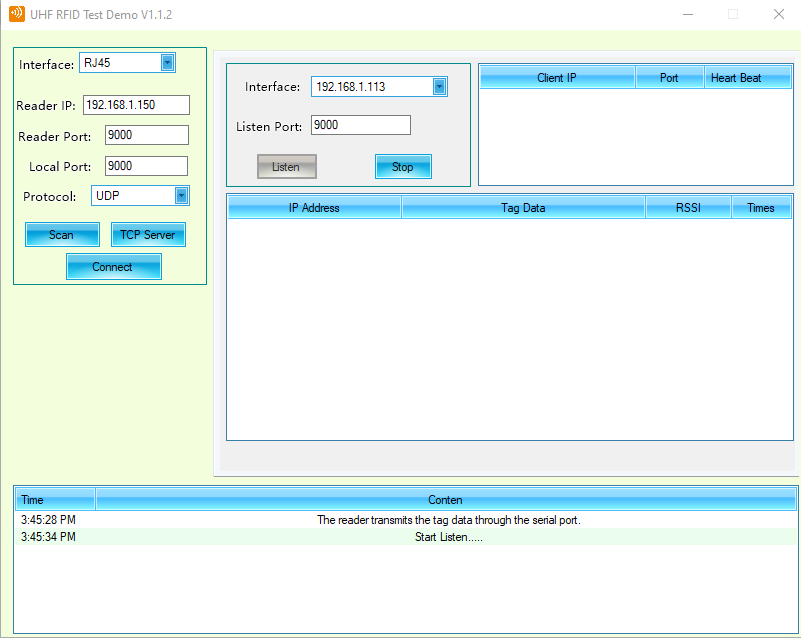 UHF RFID Test Demo V1.1.2
Interface: RJ45
Reader IP: 192.168.1.150
Reader Port: 9000
Local Port: 9000
Protocol: UDP
Scan TCP Server
Connect
Interface: 192.168.1.113
Listen Port: 9000
Listen Stop
Client IP Port Heart Beat
IP Address Tag Data RSSI Times
Time Conten
3:45:28 PM The reader transmits the tag data through the serial port.
3:45:34 PM Start Listen.....